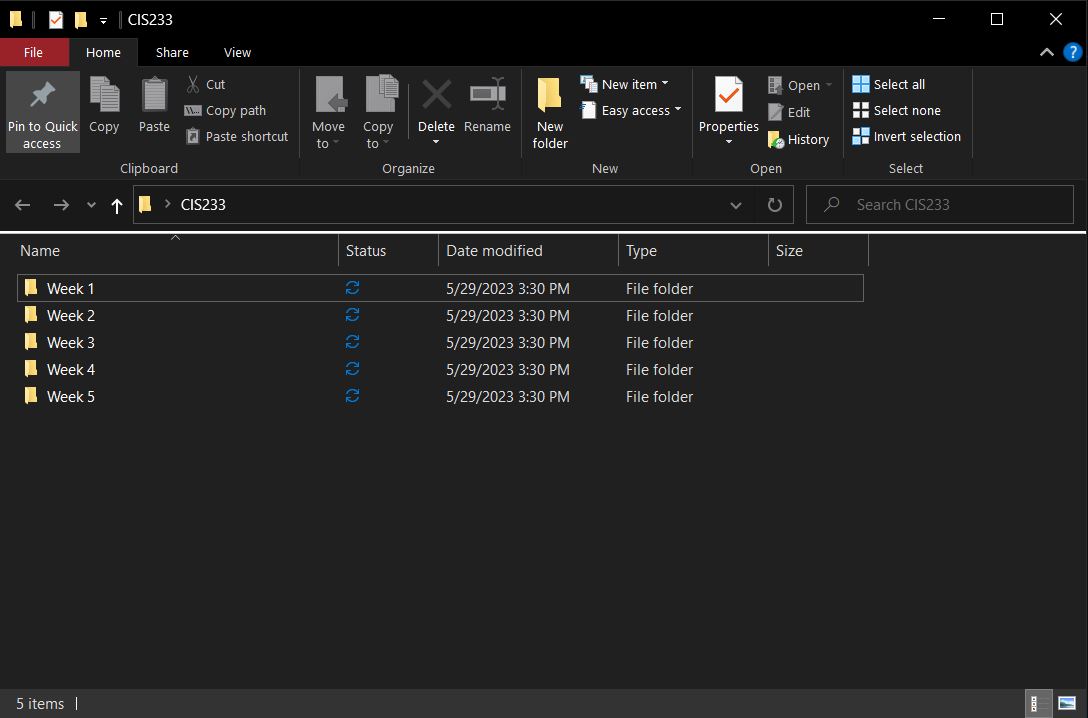 CIS233
File Home Share View
Pin to Quick access
Copy
Paste
Cut
Copy path
Paste shortcut
Clipboard
Move to
Copy to
Delete
Rename
Organize
New folder
New item
Easy access
New
Properties
Open
Edit
History
Open
Select all
Select none
Invert selection
Select
CIS233
Search CIS233
Name Status Date modified Type Size
Week 1 5/29/2023 3:30 PM File folder
Week 2 5/29/2023 3:30 PM File folder
Week 3 5/29/2023 3:30 PM File folder
Week 4 5/29/2023 3:30 PM File folder
Week 5 5/29/2023 3:30 PM File folder
5 items